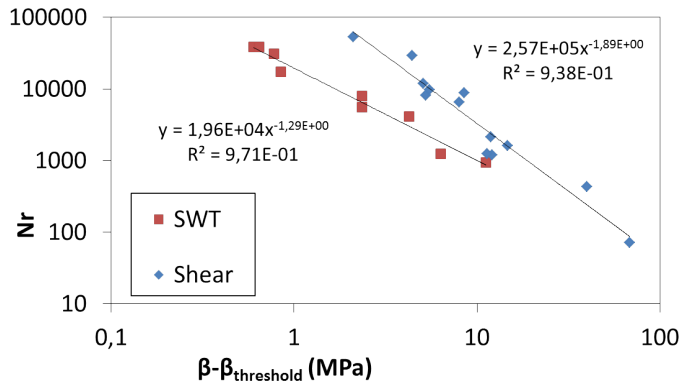 100000
10000
1000
100
10
Nr
y = 2,57E+05x^-1,89E+00
R² = 9,38E-01
y = 1,96E+04x^-1,29E+00
R² = 9,71E-01
SWT
Shear
0,1 1 10 100
β-βthreshold (MPa)